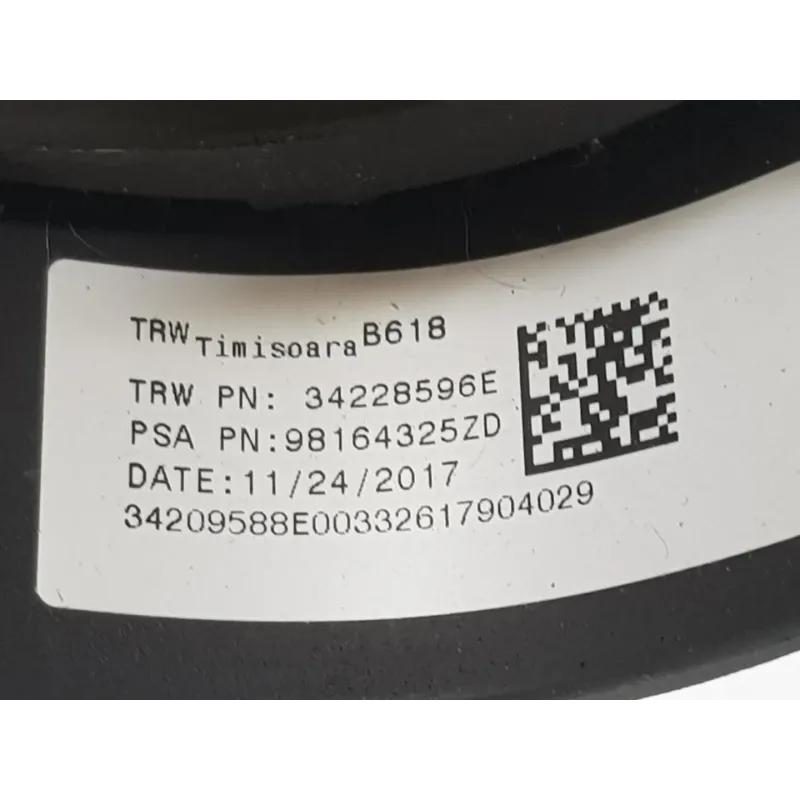 TRW Timisoara B618
TRW PN: 34228596E
PSA PN:98164325ZD
DATE:11/24/2017
34209588E00332617904029